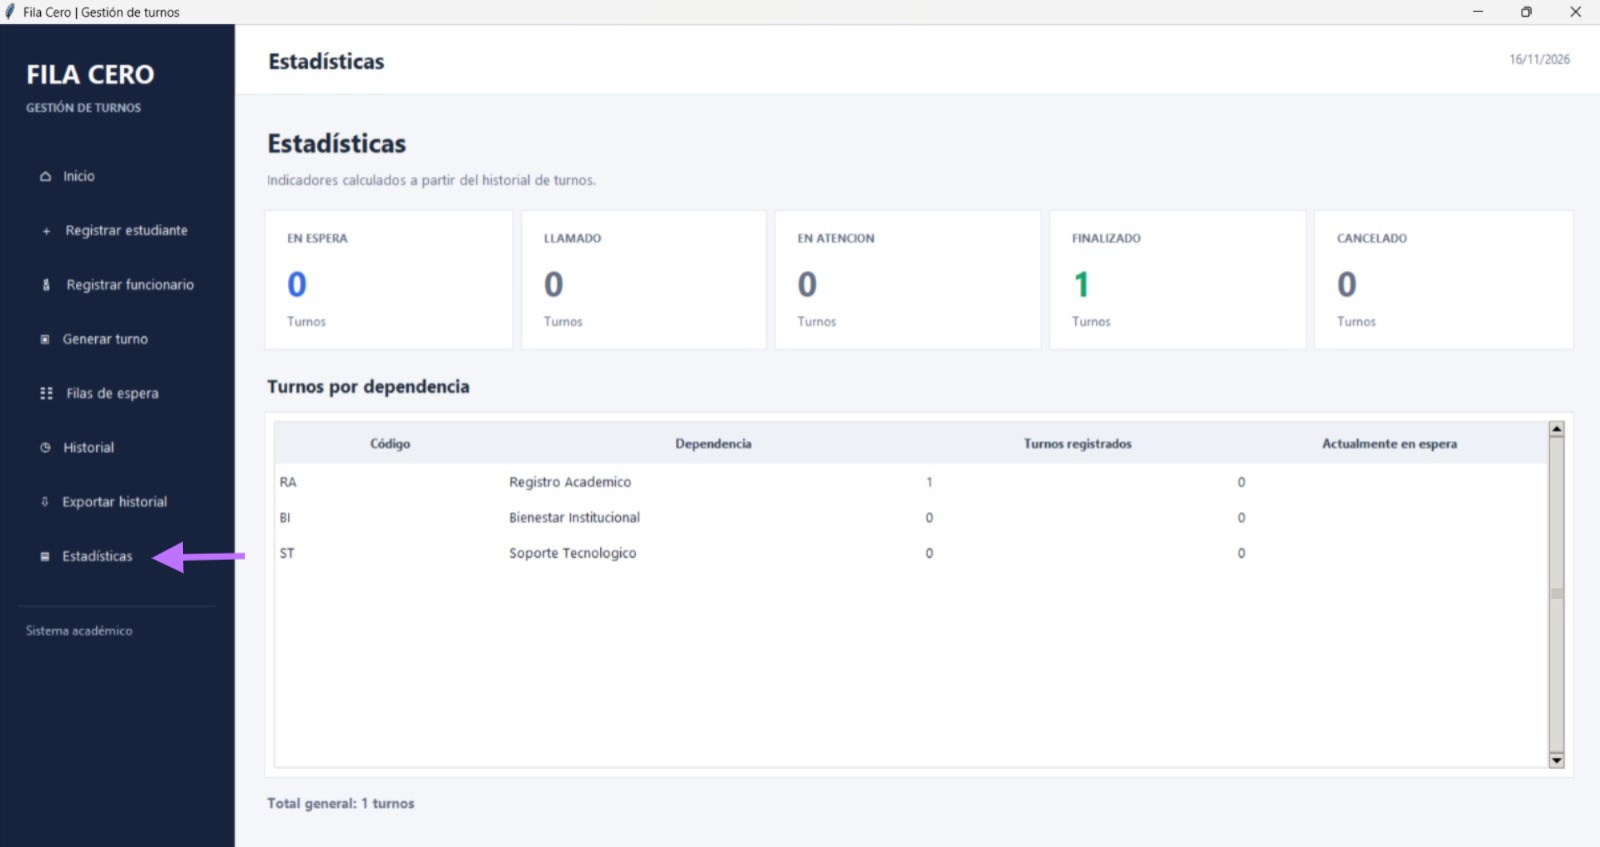 Fila Cero | Gestión de turnos
FILA CERO
GESTIÓN DE TURNOS
Inicio
Registrar estudiante
Registrar funcionario
Generar turno
Filas de espera
Historial
Exportar historial
Estadísticas
Sistema académico
Estadísticas
16/11/2026
Estadísticas
Indicadores calculados a partir del historial de turnos.
EN ESPERA
0
Turnos
LLAMADO
0
Turnos
EN ATENCION
0
Turnos
FINALIZADO
1
Turnos
CANCELADO
0
Turnos
Turnos por dependencia
Código Dependencia Turnos registrados Actualmente en espera
RA Registro Academico 1 0
BI Bienestar Institucional 0 0
ST Soporte Tecnologico 0 0
Total general: 1 turnos